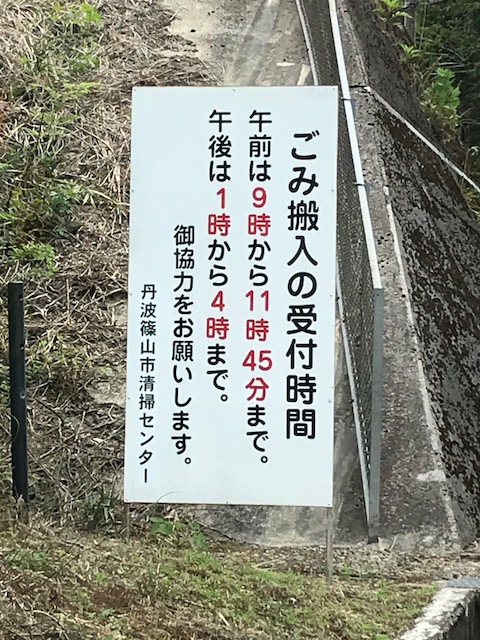 ごみ搬入の受付時間
午前は9時から11時45分まで。
午後は1時から4時まで。
御協力をお願いします。
丹波篠山市清掃センター